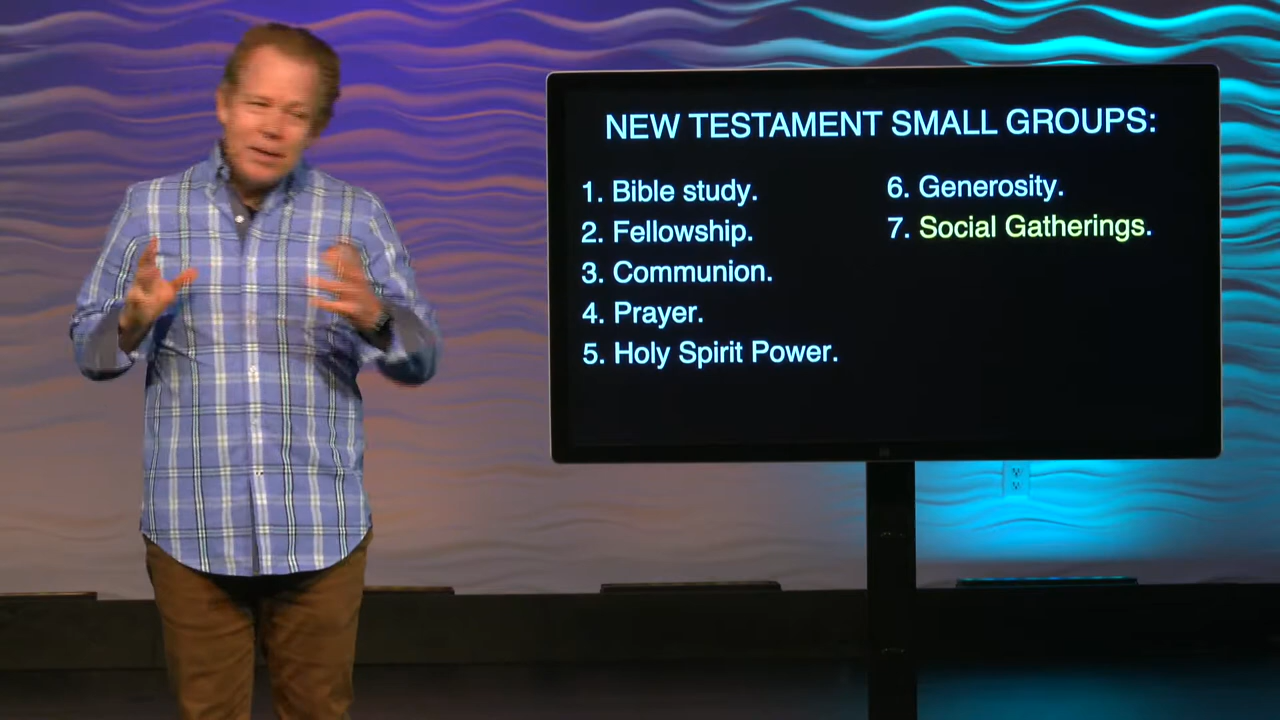 NEW TESTAMENT SMALL GROUPS:
1. Bible study.
2. Fellowship.
3. Communion.
4. Prayer.
5. Holy Spirit Power.
6. Generosity.
7. Social Gatherings.